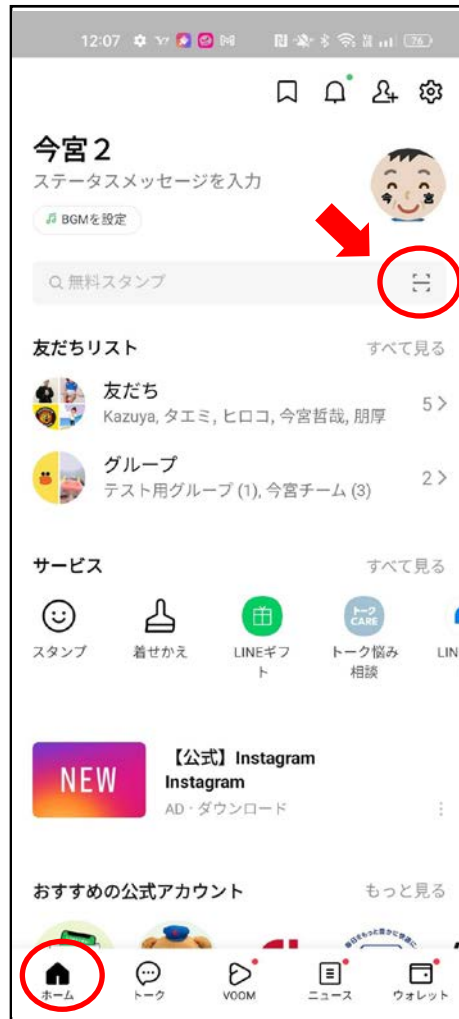 12:07
76
今宮２
ステータスメッセージを入力
今 宮
BGMを設定
無料スタンプ
友だちリスト
すべて見る
友だち
5
Kazuya, タエミ, ヒロコ, 今宮哲哉, 朋厚
グループ
2
テスト用グループ (1), 今宮チーム (3)
サービス
すべて見る
トーク
CARE
スタンプ
着せかえ
LINEギフ
ト
トーク悩み
相談
LIN
NEW
【公式】Instagram
Instagram
AD・ダウンロード
おすすめの公式アカウント
もっと見る
ホーム
トーク
VOOM
ニュース
ウォレット